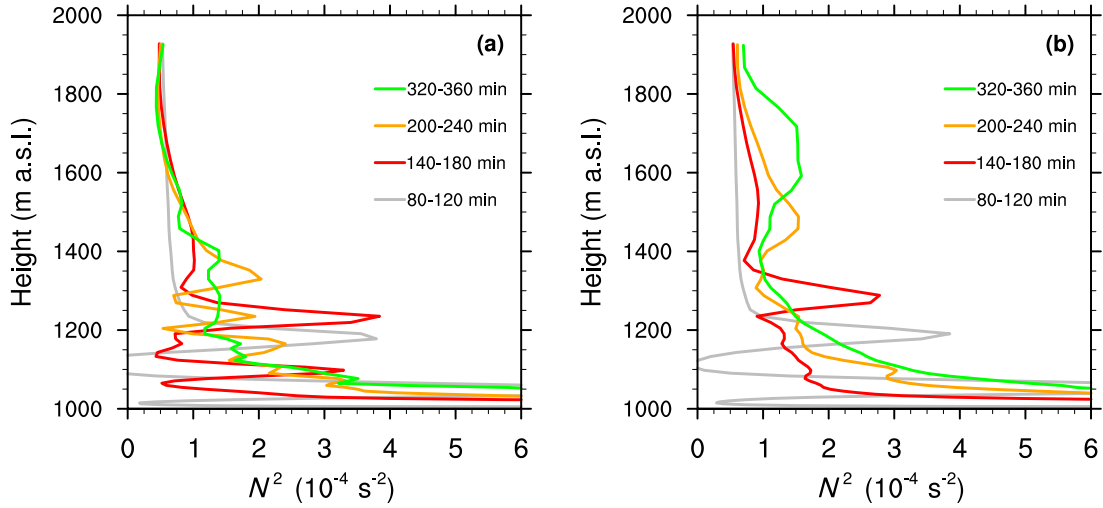 (a)
2000
1800
1600
1400
1200
1000
Height (m a.s.l.)
320-360 min
200-240 min
140-180 min
80-120 min
0 1 2 3 4 5 6
N² (10⁻⁴ s⁻²)
(b)
2000
1800
1600
1400
1200
1000
Height (m a.s.l.)
320-360 min
200-240 min
140-180 min
80-120 min
0 1 2 3 4 5 6
N² (10⁻⁴ s⁻²)